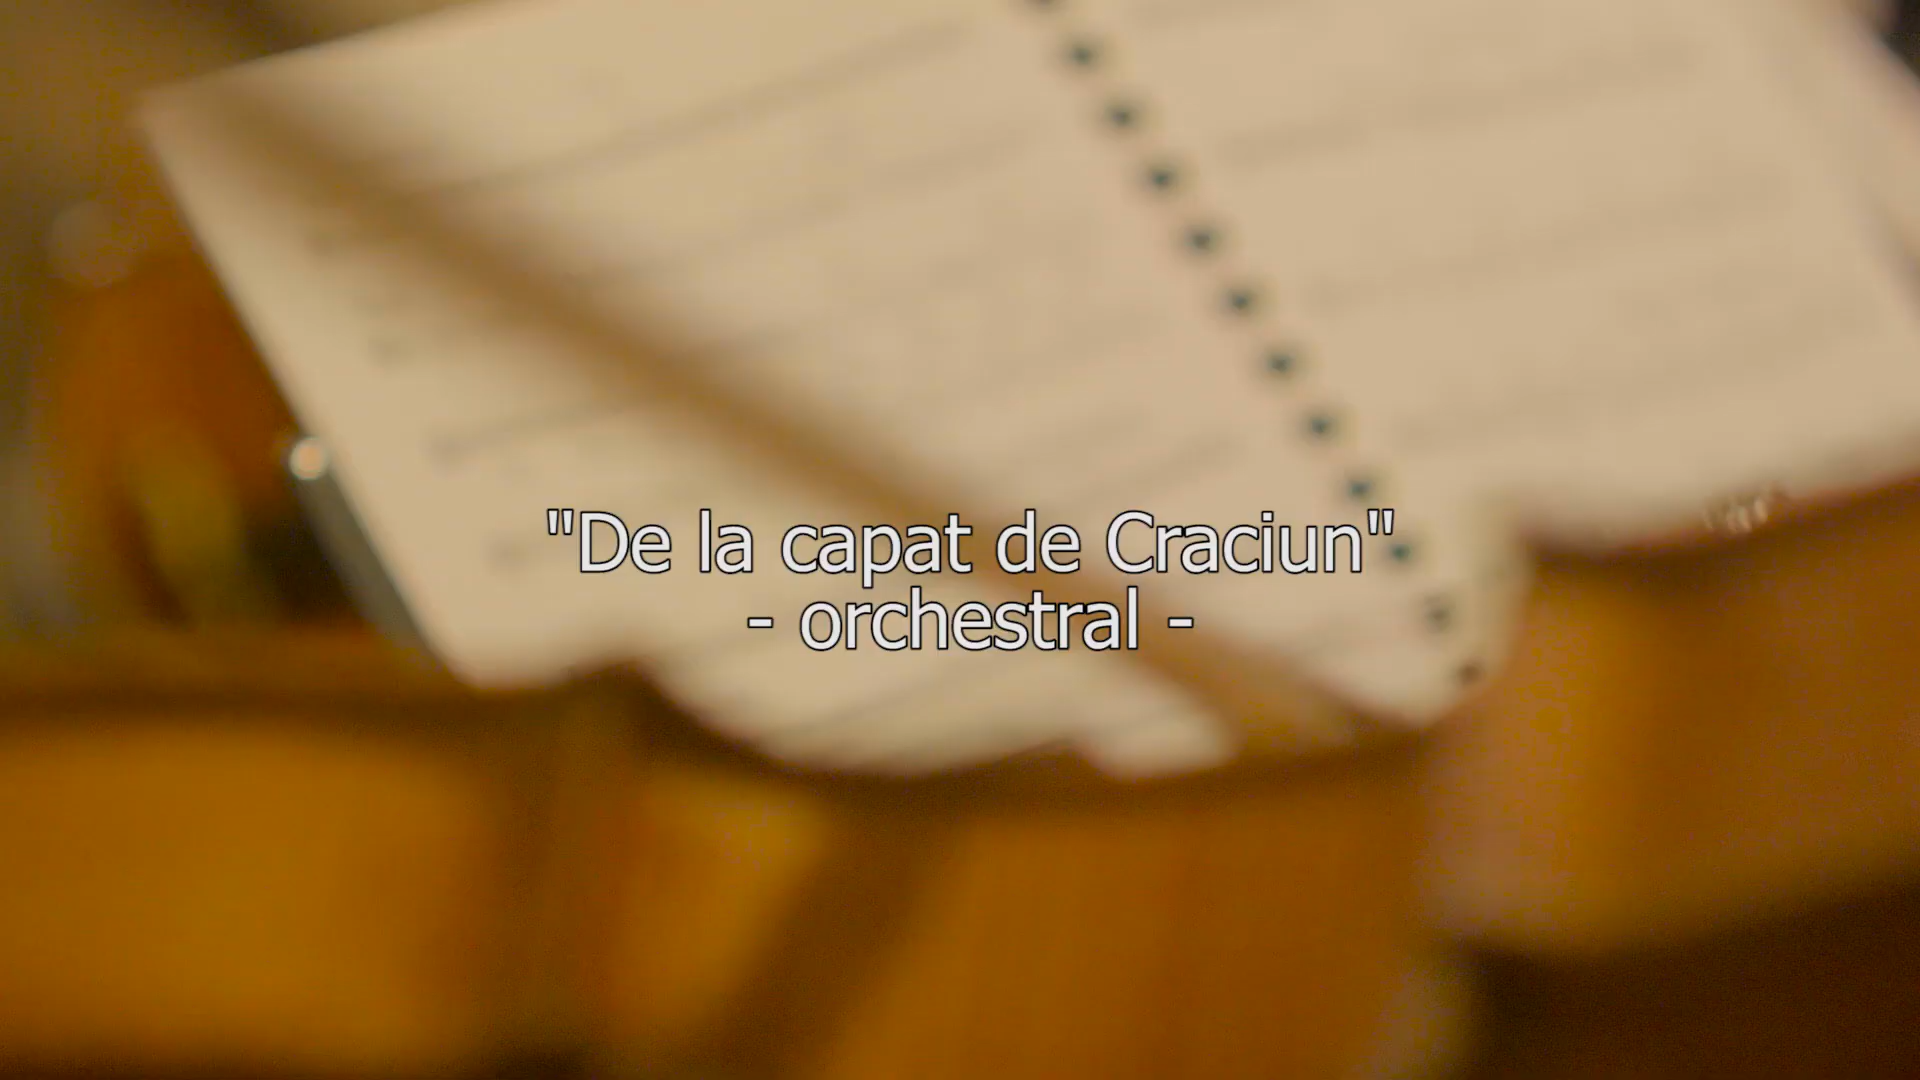 "De la capat de Craciun"
- orchestral -